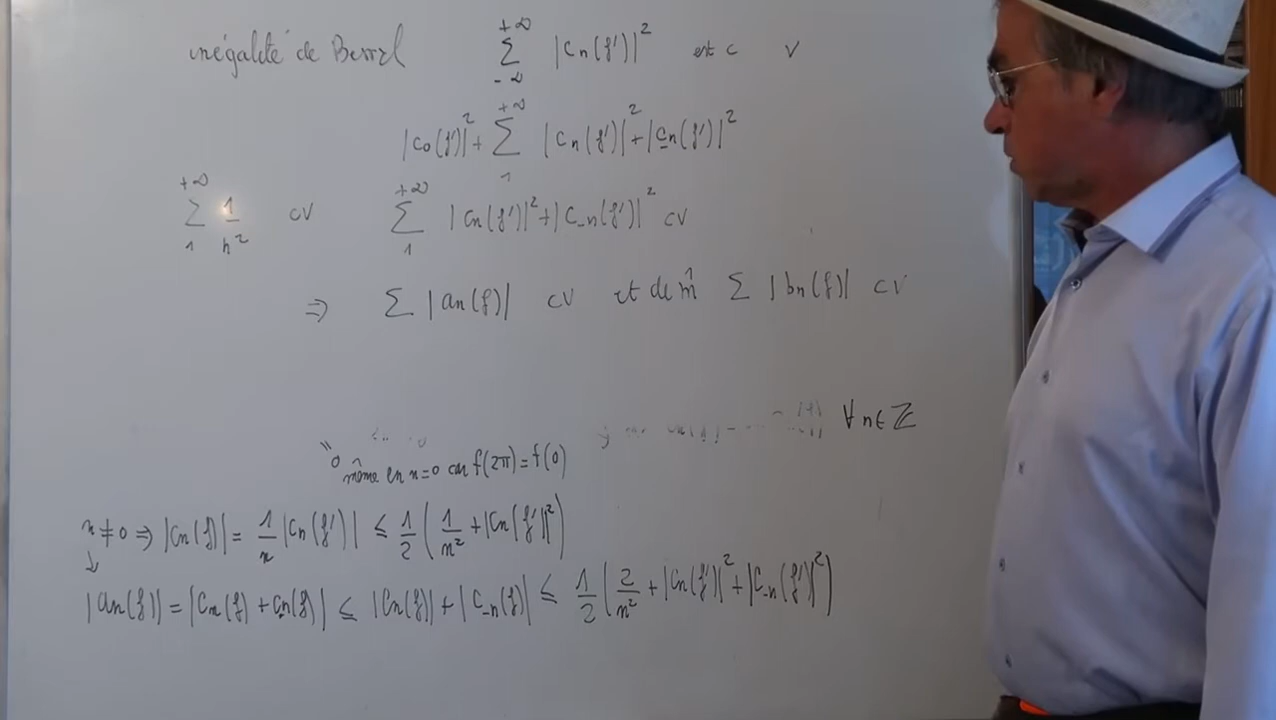 inégalité de Bessel $\sum_{-\infty}^{+\infty} |c_n(f')|^2$ est c v
$|c_0(f')|^2 + \sum_{1}^{+\infty} |c_n(f')|^2 + |c_{-n}(f')|^2$
$\sum_{1}^{+\infty} \frac{1}{n^2}$ cv $\sum_{1}^{+\infty} |c_n(f')|^2 + |c_{-n}(f')|^2$ cv
$\Rightarrow \sum |a_n(f)|$ cv et de m̂ $\sum |b_n(f)|$ cv
$\forall n \in \mathbb{Z}$
" 0 même en n=0 car $f(2\pi) = f(0)$
$n \neq 0 \Rightarrow |c_n(f)| = \frac{1}{n} |c_n(f')| \leq \frac{1}{2} \left( \frac{1}{n^2} + |c_n(f')|^2 \right)$
↓
$|a_n(f)| = |c_n(f) + c_{-n}(f)| \leq |c_n(f)| + |c_{-n}(f)| \leq \frac{1}{2} \left( \frac{2}{n^2} + |c_n(f')|^2 + |c_{-n}(f')|^2 \right)$